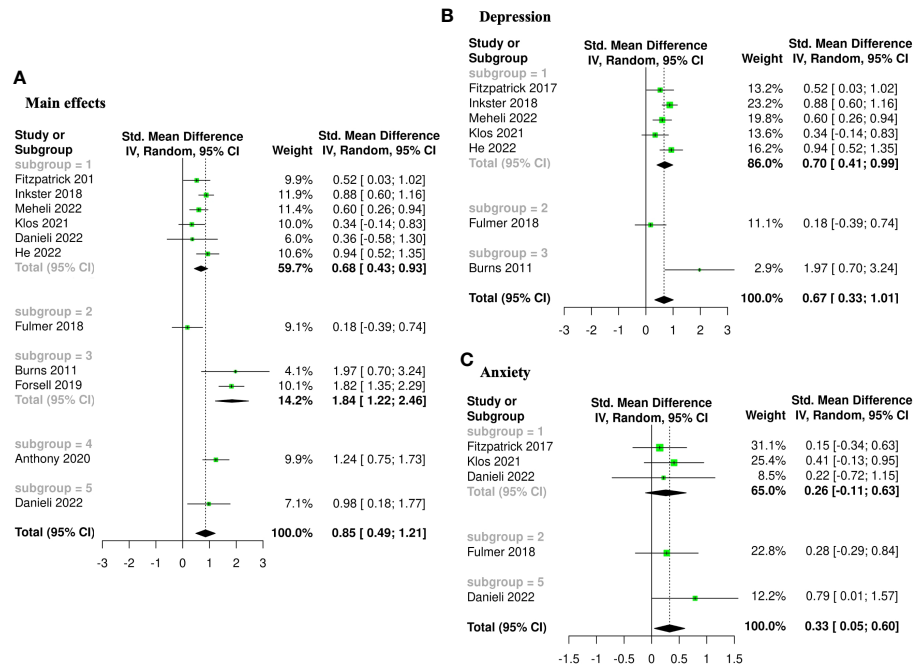 A
Main effects
Study or Subgroup Std. Mean Difference IV, Random, 95% CI Weight Std. Mean Difference IV, Random, 95% CI
subgroup = 1
Fitzpatrick 201 9.9% 0.52 [ 0.03; 1.02]
Inkster 2018 11.9% 0.88 [ 0.60; 1.16]
Meheli 2022 11.4% 0.60 [ 0.26; 0.94]
Klos 2021 10.0% 0.34 [-0.14; 0.83]
Danieli 2022 6.0% 0.36 [-0.58; 1.30]
He 2022 10.6% 0.94 [ 0.52; 1.35]
Total (95% CI) 59.7% 0.68 [ 0.43; 0.93]
subgroup = 2
Fulmer 2018 9.1% 0.18 [-0.39; 0.74]
subgroup = 3
Burns 2011 4.1% 1.97 [ 0.70; 3.24]
Forsell 2019 10.1% 1.82 [ 1.35; 2.29]
Total (95% CI) 14.2% 1.84 [ 1.22; 2.46]
subgroup = 4
Anthony 2020 9.9% 1.24 [ 0.75; 1.73]
subgroup = 5
Danieli 2022 7.1% 0.98 [ 0.18; 1.77]
Total (95% CI) 100.0% 0.85 [ 0.49; 1.21]
-3 -2 -1 0 1 2 3
B
Depression
Study or Subgroup Std. Mean Difference IV, Random, 95% CI Weight Std. Mean Difference IV, Random, 95% CI
subgroup = 1
Fitzpatrick 2017 13.2% 0.52 [ 0.03; 1.02]
Inkster 2018 23.2% 0.88 [ 0.60; 1.16]
Meheli 2022 19.8% 0.60 [ 0.26; 0.94]
Klos 2021 13.6% 0.34 [-0.14; 0.83]
He 2022 16.2% 0.94 [ 0.52; 1.35]
Total (95% CI) 86.0% 0.70 [ 0.41; 0.99]
subgroup = 2
Fulmer 2018 11.1% 0.18 [-0.39; 0.74]
subgroup = 3
Burns 2011 2.9% 1.97 [ 0.70; 3.24]
Total (95% CI) 100.0% 0.67 [ 0.33; 1.01]
-3 -2 -1 0 1 2 3
C
Anxiety
Study or Subgroup Std. Mean Difference IV, Random, 95% CI Weight Std. Mean Difference IV, Random, 95% CI
subgroup = 1
Fitzpatrick 2017 31.1% 0.15 [-0.34; 0.63]
Klos 2021 25.4% 0.41 [-0.13; 0.95]
Danieli 2022 8.5% 0.22 [-0.72; 1.15]
Total (95% CI) 65.0% 0.26 [-0.11; 0.63]
subgroup = 2
Fulmer 2018 22.8% 0.28 [-0.29; 0.84]
subgroup = 5
Danieli 2022 12.2% 0.79 [ 0.01; 1.57]
Total (95% CI) 100.0% 0.33 [ 0.05; 0.60]
-1.5 -1 -0.5 0 0.5 1 1.5